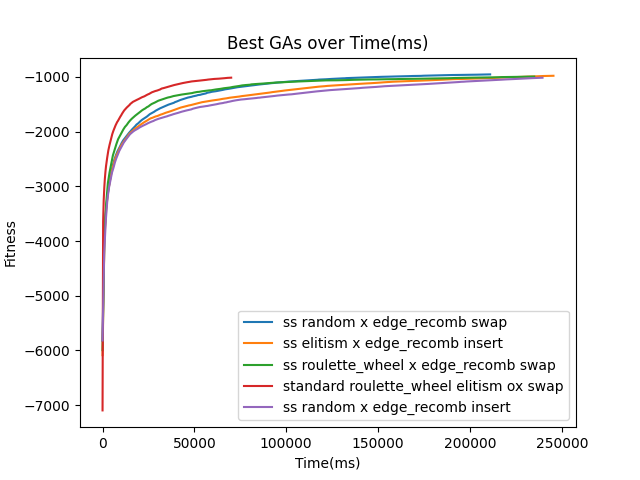 Best GAs over Time(ms)
Fitness
−1000
−2000
−3000
−4000
−5000
−6000
−7000
ss random x edge_recomb swap
ss elitism x edge_recomb insert
ss roulette_wheel x edge_recomb swap
standard roulette_wheel elitism ox swap
ss random x edge_recomb insert
0 50000 100000 150000 200000 250000
Time(ms)